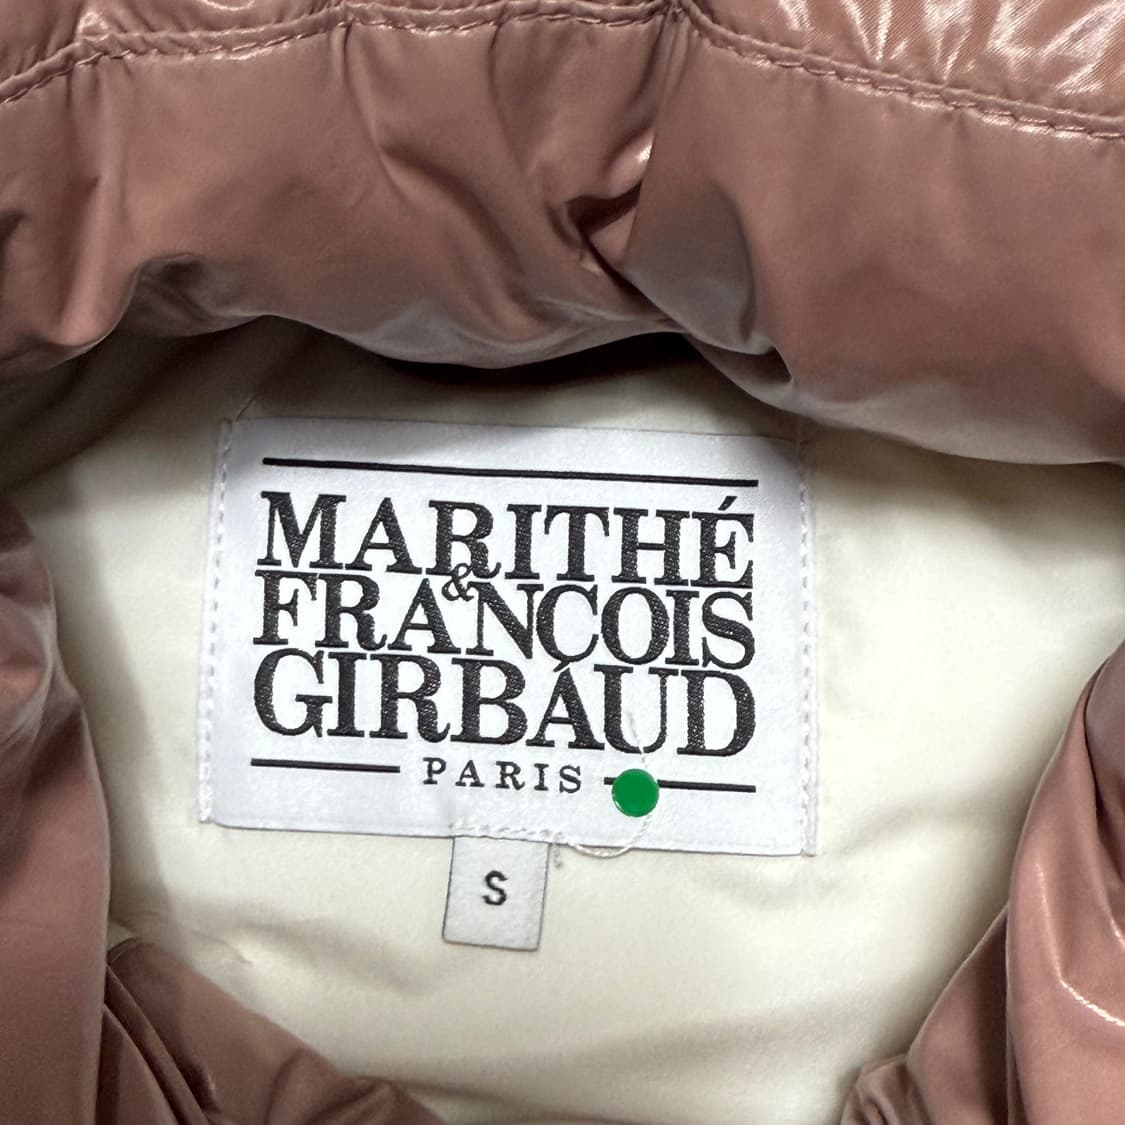 MARITHÉ
&
FRANÇOIS
GIRBAUD
PARIS
S